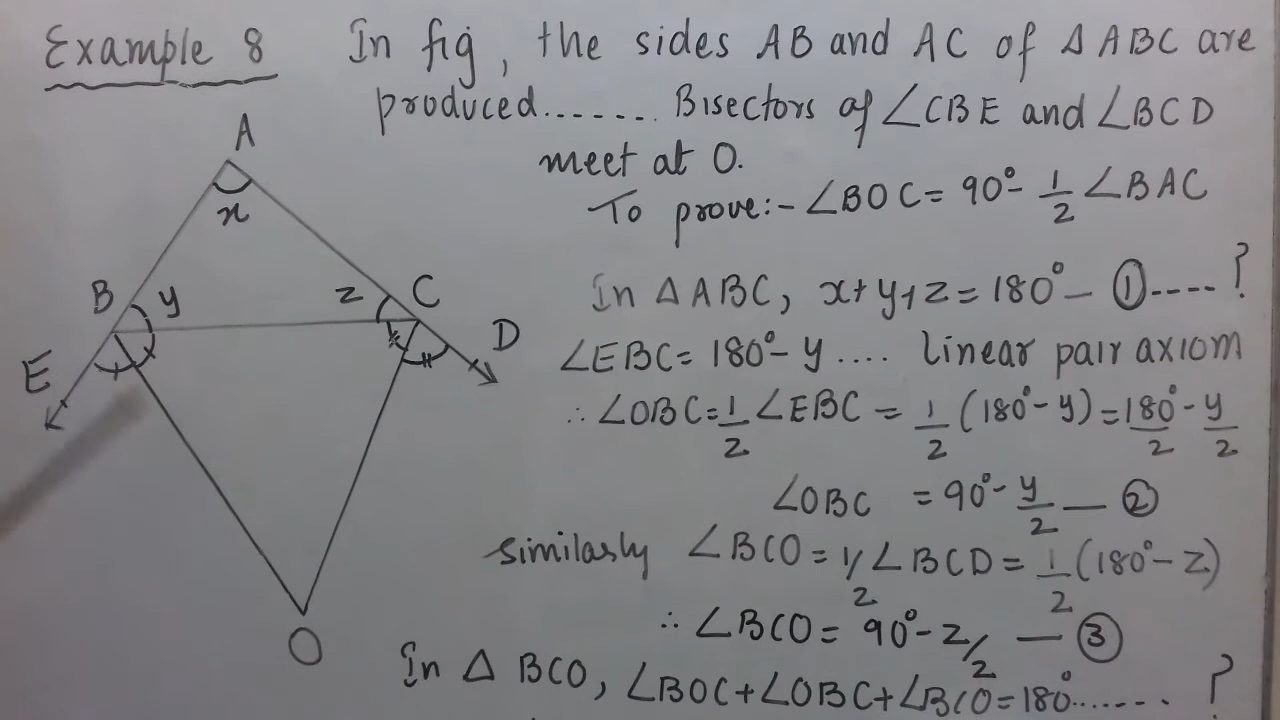 Example 8 In fig, the sides AB and AC of Δ ABC are
produced....... Bisectors of ∠CBE and ∠BCD
meet at O.
To prove:- ∠BOC = 90° - 1/2 ∠BAC
A
x
B y z C
E D
O
In Δ ABC, x+y+z = 180° — ① .... ?
∠EBC = 180° - y .... linear pair axiom
∴ ∠OBC = 1/2 ∠EBC = 1/2 (180° - y) = 180°/2 - y/2
∠OBC = 90° - y/2 — ②
similarly ∠BCO = 1/2 ∠BCD = 1/2 (180° - z)
∴ ∠BCO = 90° - z/2 — ③
In Δ BCO, ∠BOC + ∠OBC + ∠BCO = 180° ....... ?